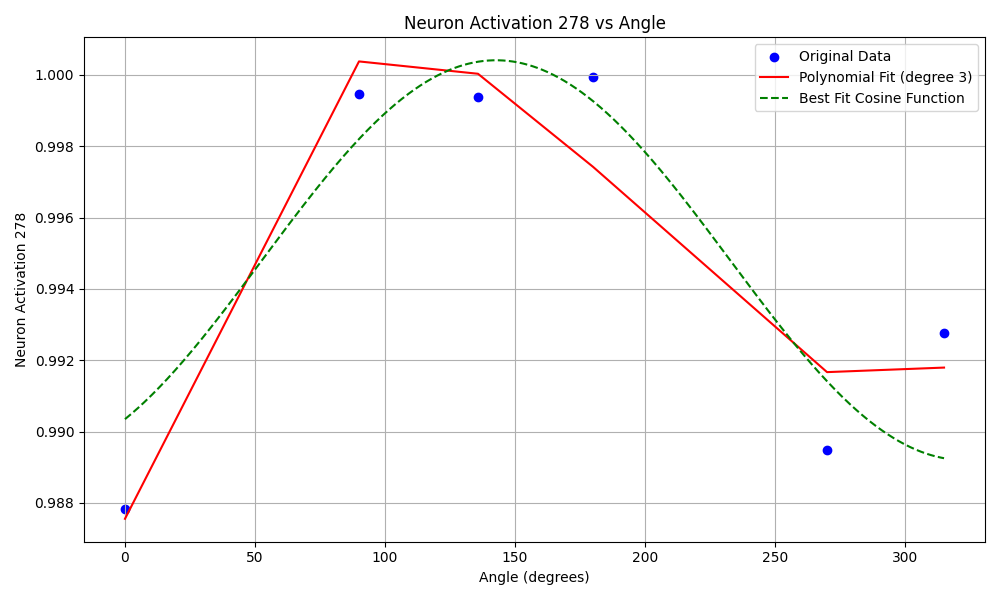 Neuron Activation 278 vs Angle
Original Data
Polynomial Fit (degree 3)
Best Fit Cosine Function
Neuron Activation 278
1.000
0.998
0.996
0.994
0.992
0.990
0.988
0 50 100 150 200 250 300
Angle (degrees)